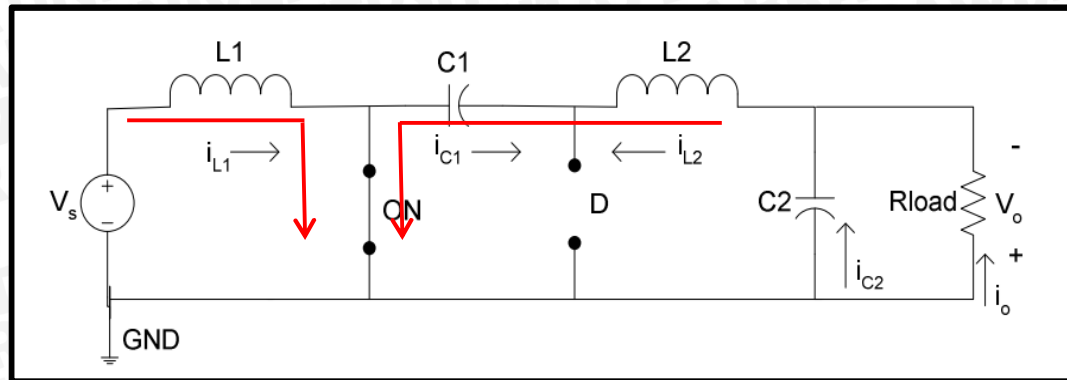 L1
C1
L2
iL1
iC1
iL2
-
+
Vs
−
ON
D
C2
Rload
Vo
+
iC2
io
GND